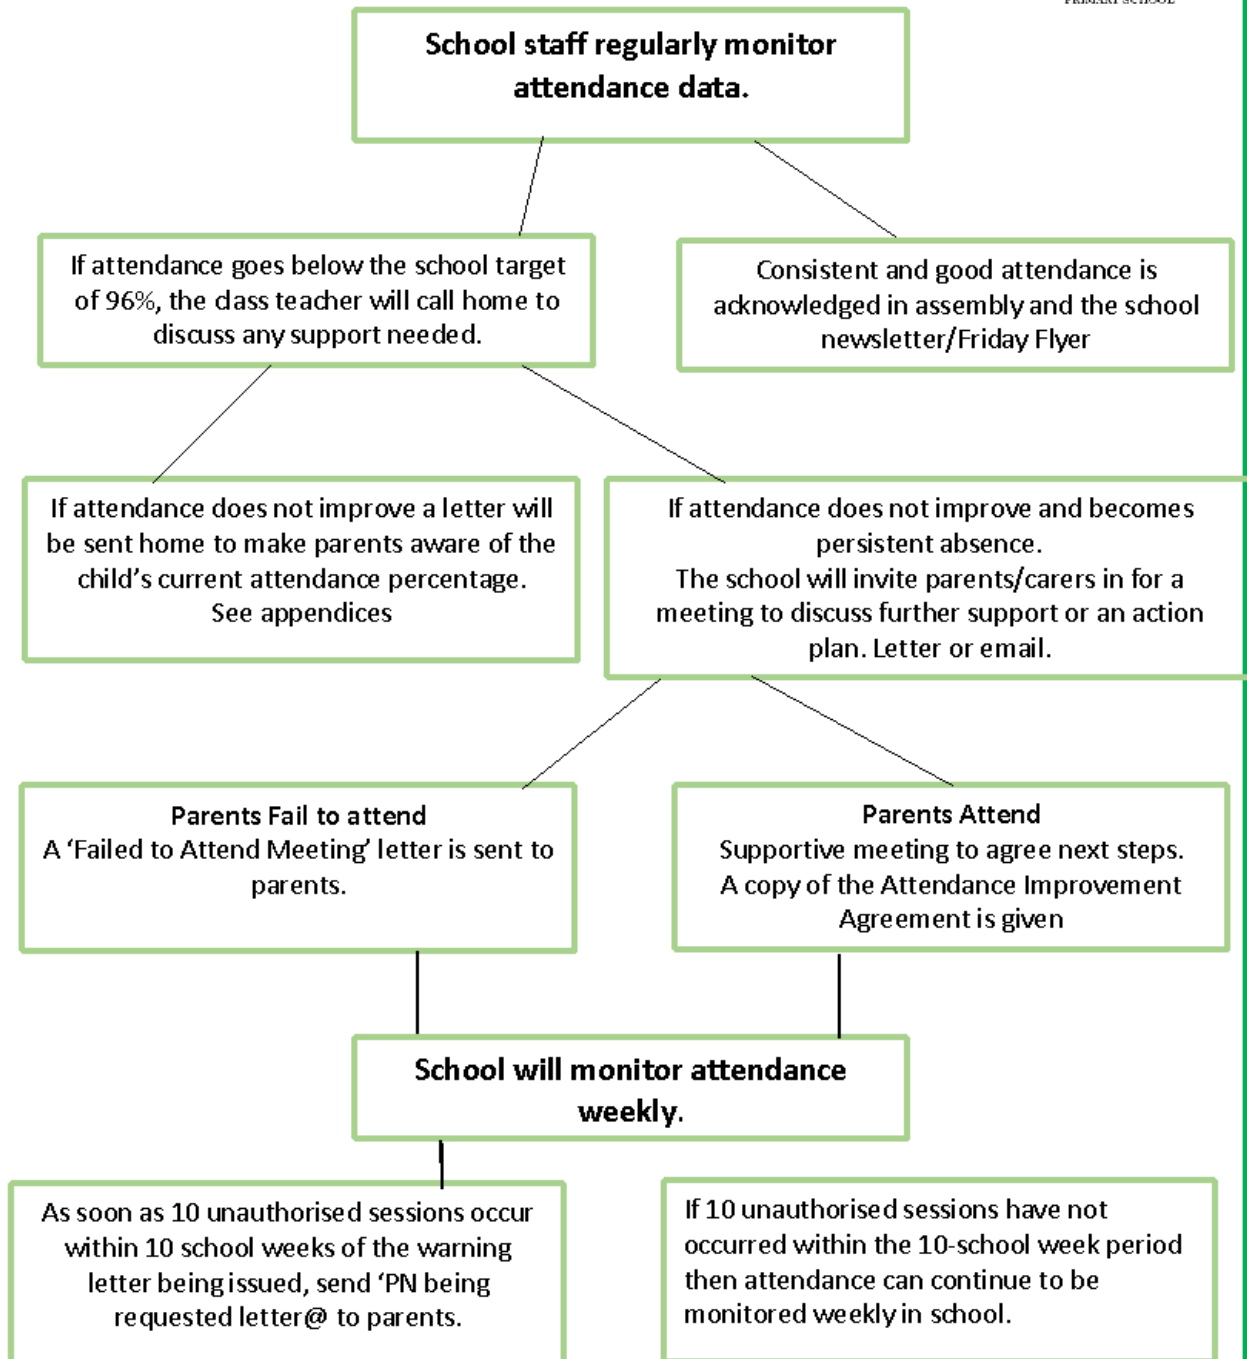 PRIMARY SCHOOL
School staff regularly monitor
attendance data.
If attendance goes below the school target
of 96%, the class teacher will call home to
discuss any support needed.
Consistent and good attendance is
acknowledged in assembly and the school
newsletter/Friday Flyer
If attendance does not improve a letter will
be sent home to make parents aware of the
child’s current attendance percentage.
See appendices
If attendance does not improve and becomes
persistent absence.
The school will invite parents/carers in for a
meeting to discuss further support or an action
plan. Letter or email.
Parents Fail to attend
A ‘Failed to Attend Meeting’ letter is sent to
parents.
Parents Attend
Supportive meeting to agree next steps.
A copy of the Attendance Improvement
Agreement is given
School will monitor attendance
weekly.
As soon as 10 unauthorised sessions occur
within 10 school weeks of the warning
letter being issued, send ‘PN being
requested letter@ to parents.
If 10 unauthorised sessions have not
occurred within the 10-school week period
then attendance can continue to be
monitored weekly in school.